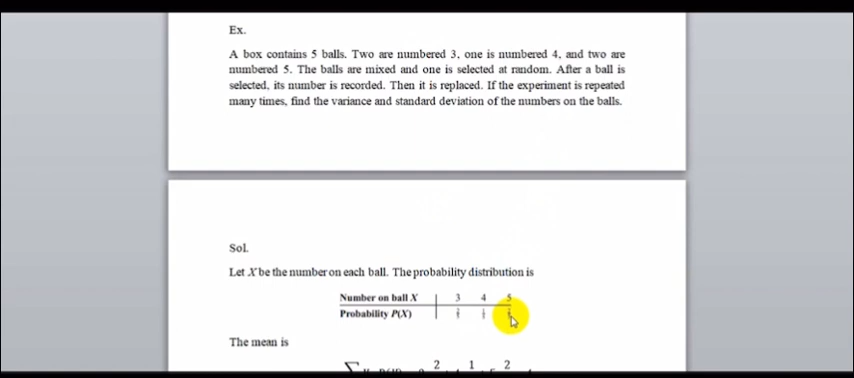 Ex.
A box contains 5 balls. Two are numbered 3, one is numbered 4, and two are
numbered 5. The balls are mixed and one is selected at random. After a ball is
selected, its number is recorded. Then it is replaced. If the experiment is repeated
many times, find the variance and standard deviation of the numbers on the balls.
Sol.
Let X be the number on each ball. The probability distribution is
Number on ball X 3 4 5
Probability P(X)
The mean is
2 1 2